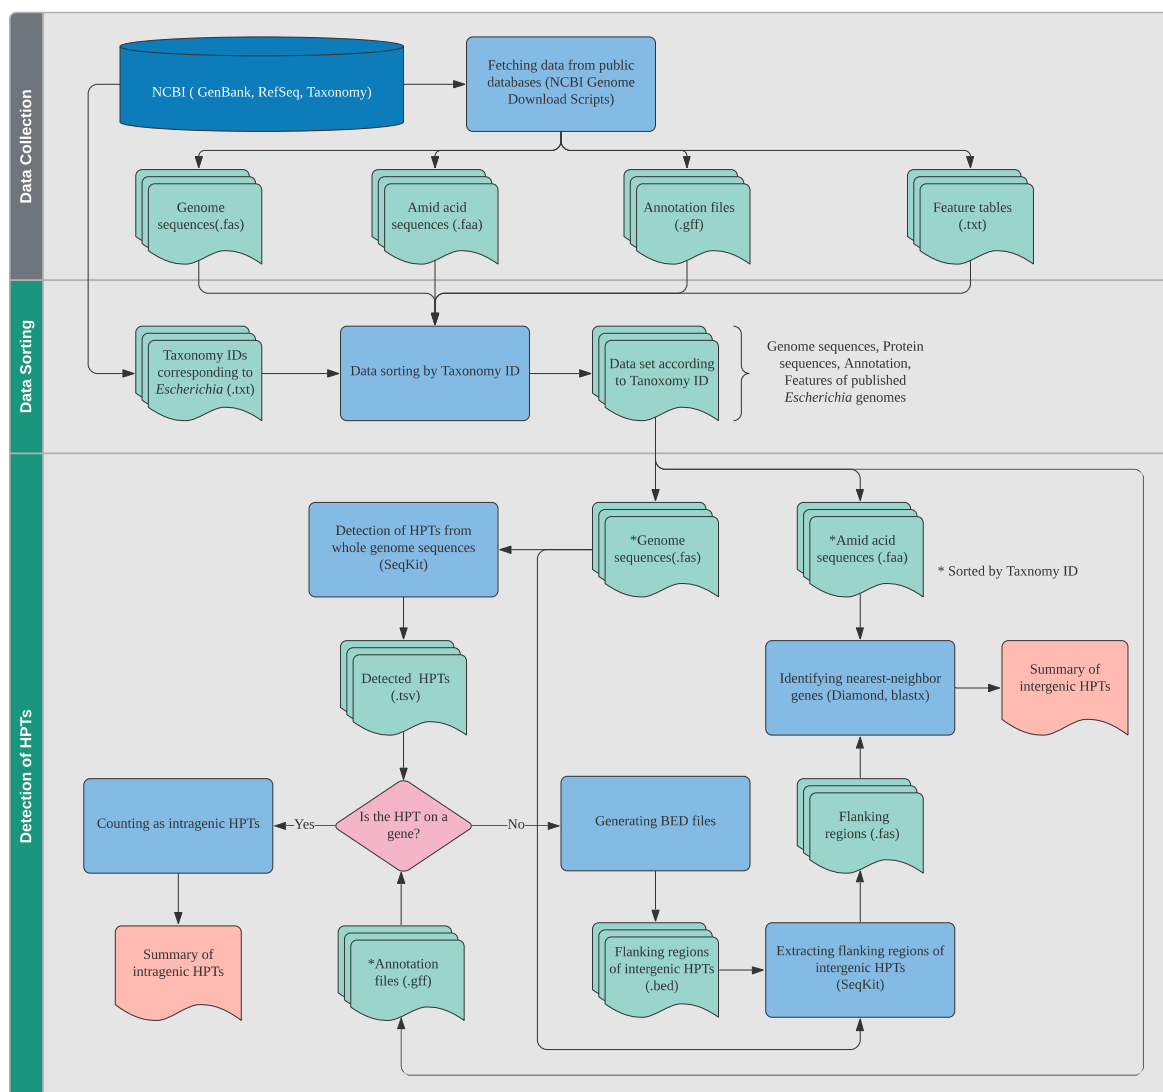 Data Collection
NCBI ( GenBank, RefSeq, Taxonomy)
Fetching data from public
databases (NCBI Genome
Download Scripts)
Genome
sequences(.fas)
Amid acid
sequences (.faa)
Annotation files
(.gff)
Feature tables
(.txt)
Data Sorting
Taxonomy IDs
corresponding to
Escherichia (.txt)
Data sorting by Taxonomy ID
Data set according
to Tanoxomy ID
Genome sequences, Protein
sequences, Annotation,
Features of published
Escherichia genomes
Detection of HPTs
Detection of HPTs from
whole genome sequences
(SeqKit)
*Genome
sequences(.fas)
*Amid acid
sequences (.faa)
* Sorted by Taxnomy ID
Detected HPTs
(.tsv)
Identifying nearest-neighbor
genes (Diamond, blastx)
Summary of
intergenic HPTs
Counting as intragenic HPTs
Yes
Is the HPT on a
gene?
No
Generating BED files
Flanking
regions (.fas)
Summary of
intragenic HPTs
*Annotation
files (.gff)
Flanking regions
of intergenic HPTs
(.bed)
Extracting flanking regions of
intergenic HPTs
(SeqKit)